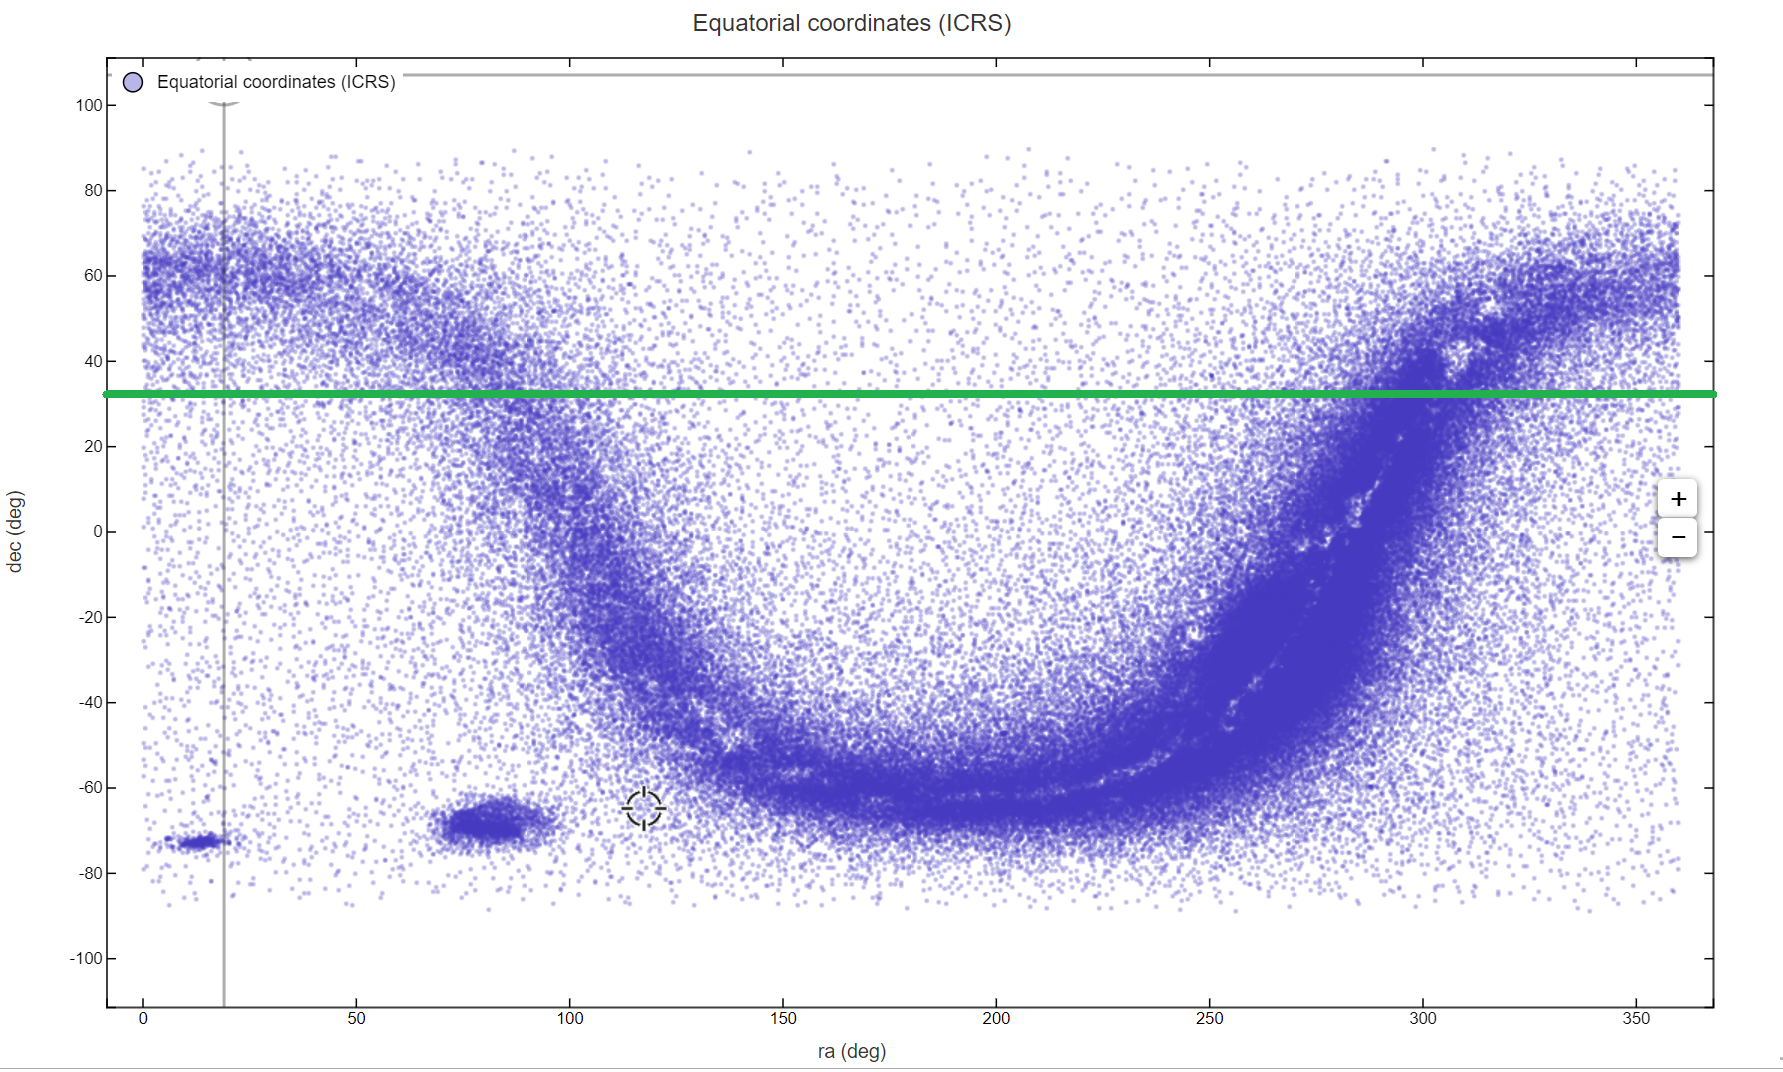 Equatorial coordinates (ICRS)
Equatorial coordinates (ICRS)
100
80
60
40
20
0
-20
-40
-60
-80
-100
dec (deg)
+
−
0 50 100 150 200 250 300 350
ra (deg)